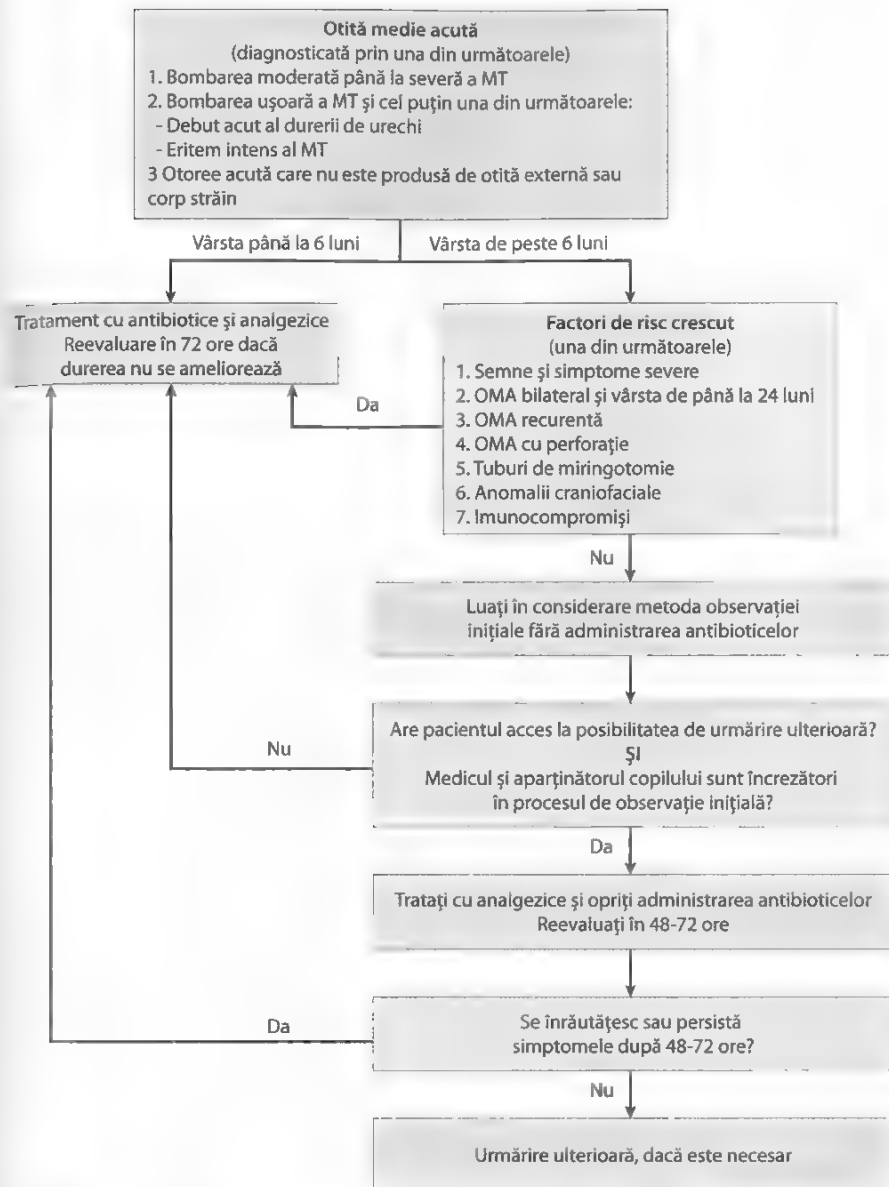 Otită medie acută
(diagnosticată prin una din următoarele)
1. Bombarea moderată până la severă a MT
2. Bombarea ușoară a MT și cel puțin una din următoarele:
- Debut acut al durerii de urechi
- Eritem intens al MT
3 Otoree acută care nu este produsă de otită externă sau
corp străin
Vârsta până la 6 luni
Vârsta de peste 6 luni
Tratament cu antibiotice și analgezice
Reevaluare în 72 ore dacă
durerea nu se ameliorează
Da
Factori de risc crescut
(una din următoarele)
1. Semne și simptome severe
2. OMA bilateral și vârsta de până la 24 luni
3. OMA recurentă
4. OMA cu perforație
5. Tuburi de miringotomie
6. Anomalii craniofaciale
7. Imunocompromiși
Nu
Luați în considerare metoda observației
inițiale fără administrarea antibioticelor
Are pacientul acces la posibilitatea de urmărire ulterioară?
ȘI
Medicul și aparținătorul copilului sunt încrezători
în procesul de observație inițială?
Nu
Da
Tratați cu analgezice și opriți administrarea antibioticelor
Reevaluați în 48-72 ore
Se înrăutățesc sau persistă
simptomele după 48-72 ore?
Da
Nu
Urmărire ulterioară, dacă este necesar